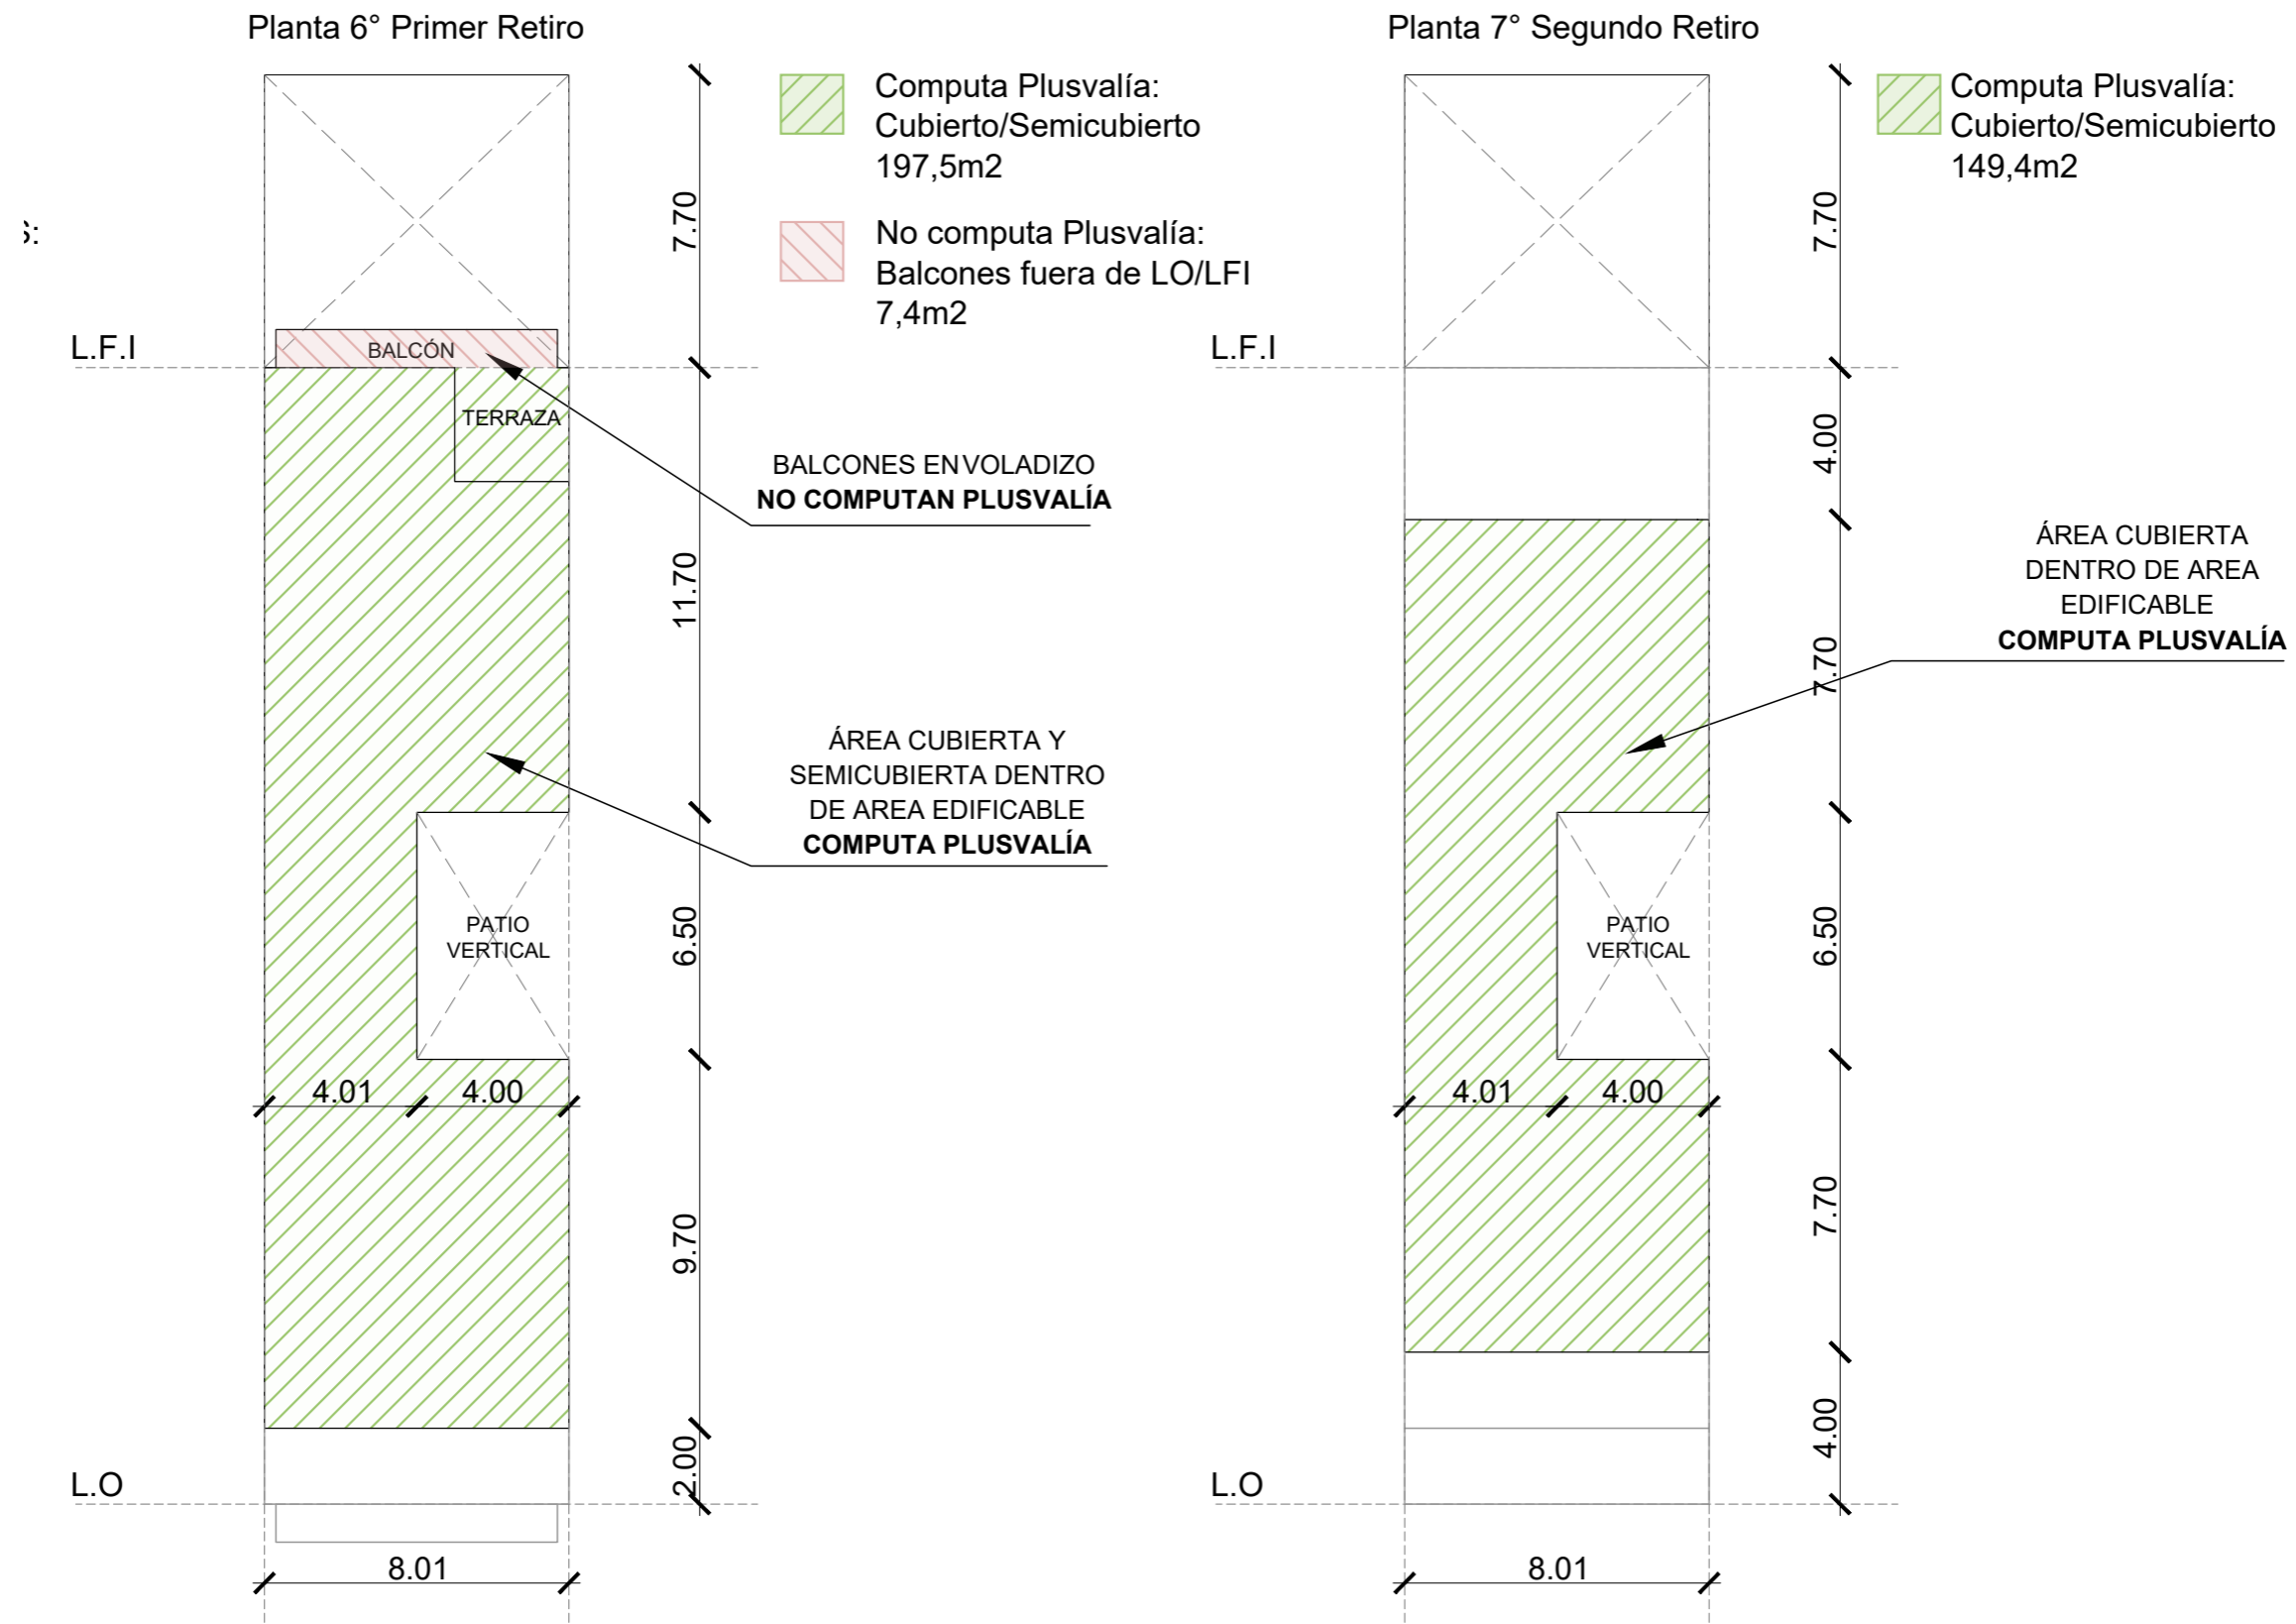 Planta 6° Primer Retiro
Computa Plusvalía:
Cubierto/Semicubierto
197,5m2
No computa Plusvalía:
Balcones fuera de LO/LFI
7,4m2
s:
L.F.I
BALCÓN
TERRAZA
BALCONES EN VOLADIZO
NO COMPUTAN PLUSVALÍA
ÁREA CUBIERTA Y
SEMICUBIERTA DENTRO
DE AREA EDIFICABLE
COMPUTA PLUSVALÍA
PATIO
VERTICAL
4.01
4.00
L.O
8.01
7.70
11.70
6.50
9.70
2.00
Planta 7° Segundo Retiro
Computa Plusvalía:
Cubierto/Semicubierto
149,4m2
L.F.I
ÁREA CUBIERTA
DENTRO DE AREA
EDIFICABLE
COMPUTA PLUSVALÍA
PATIO
VERTICAL
4.01
4.00
L.O
8.01
7.70
4.00
7.70
6.50
7.70
4.00